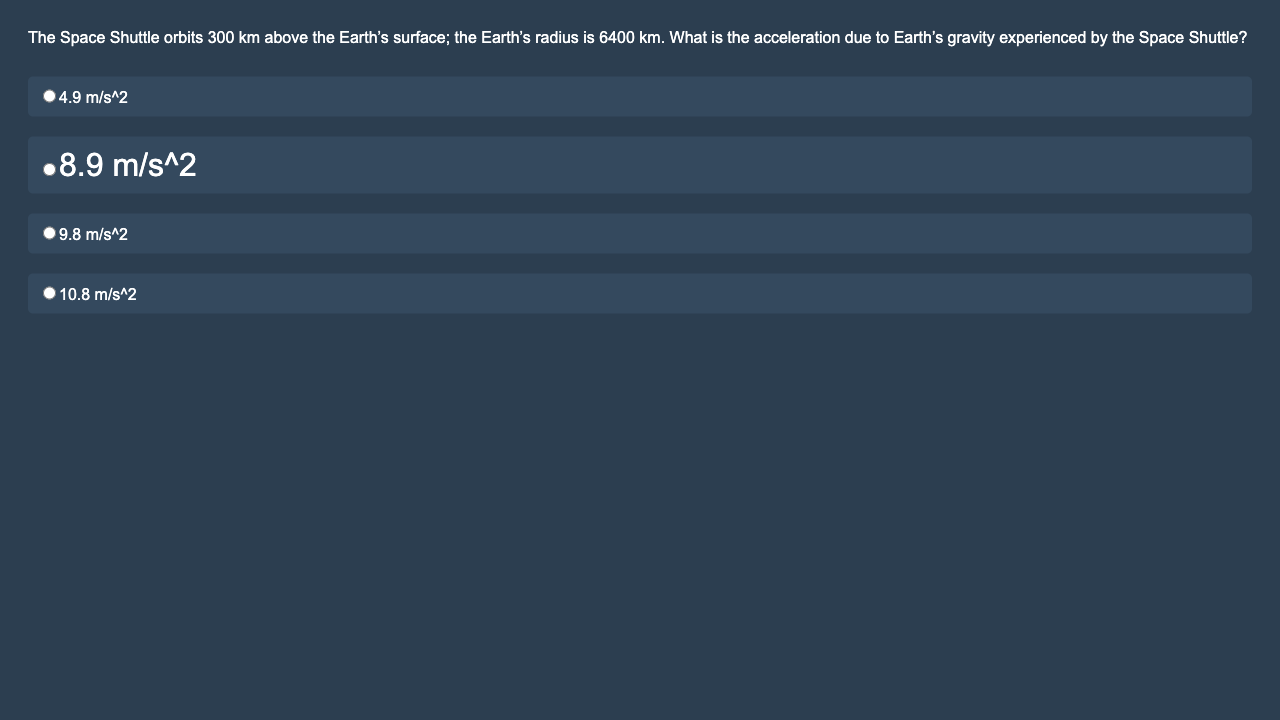 The Space Shuttle orbits 300 km above the Earth’s surface; the Earth’s radius is 6400 km. What is the acceleration due to Earth’s gravity experienced by the Space Shuttle?
4.9 m/s^2
8.9 m/s^2
9.8 m/s^2
10.8 m/s^2